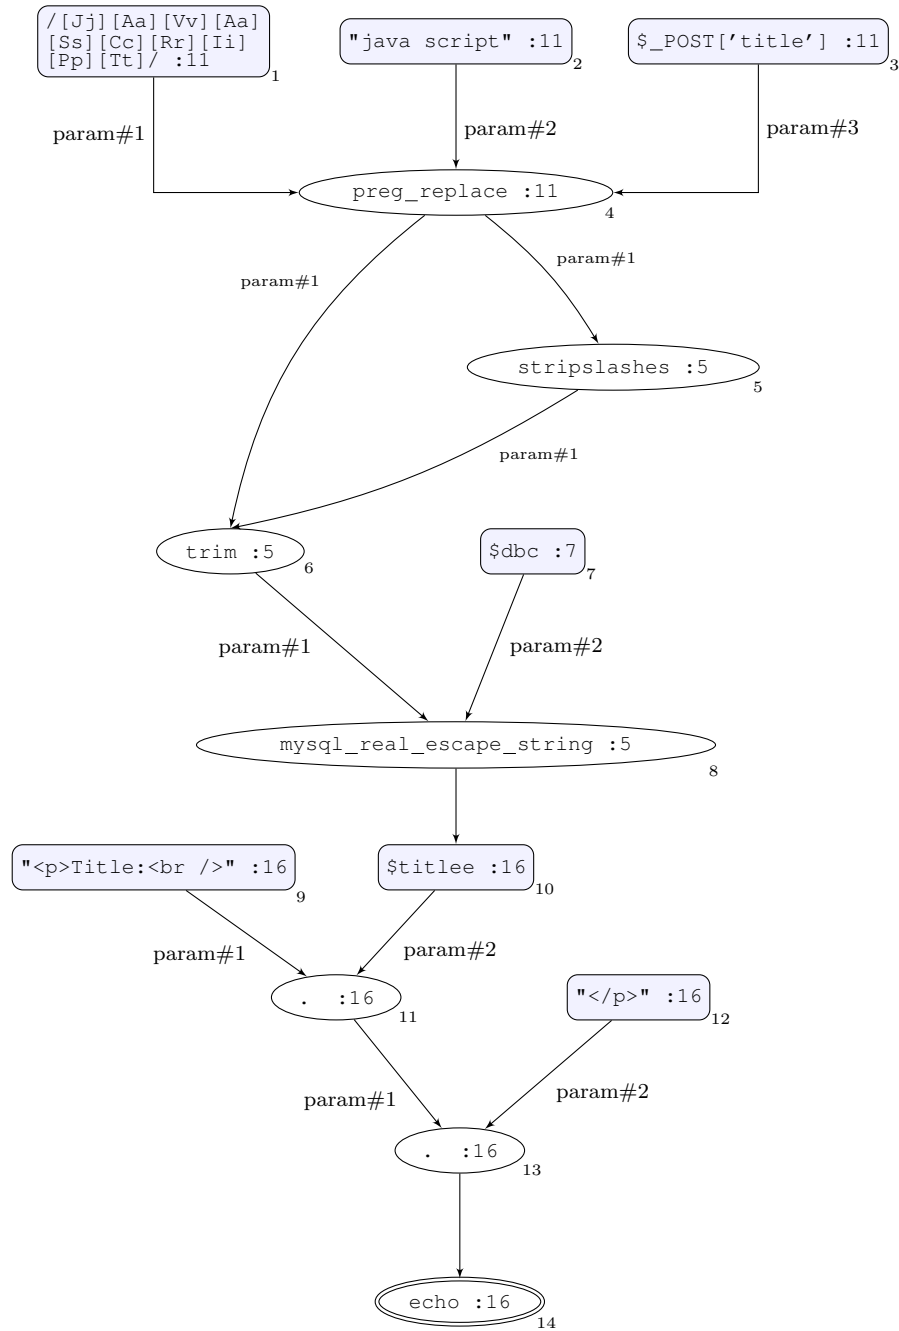 /[Jj][Aa][Vv][Aa]
[Ss][Cc][Rr][Ii]
[Pp][Tt]/ :11
1
"java script" :11
2
$_POST['title'] :11
3
param#1
param#2
param#3
preg_replace :11
4
param#1
param#1
stripslashes :5
5
param#1
trim :5
6
$dbc :7
7
param#1
param#2
mysql_real_escape_string :5
8
"<p>Title:<br />" :16
9
$titlee :16
10
param#1
param#2
. :16
11
"</p>" :16
12
param#1
param#2
. :16
13
echo :16
14